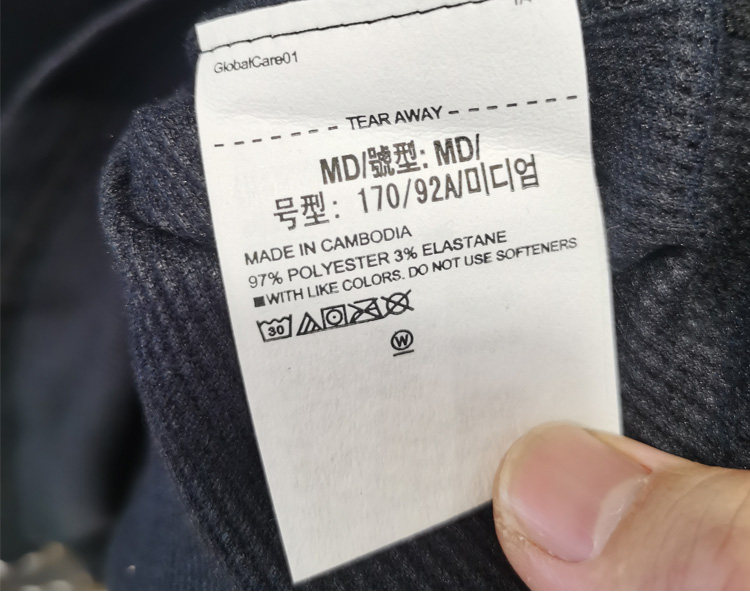 GlobalCare01
TEAR AWAY
MD/號型: MD/
号型: 170/92A/미디엄
MADE IN CAMBODIA
97% POLYESTER 3% ELASTANE
■WITH LIKE COLORS. DO NOT USE SOFTENERS
30
W